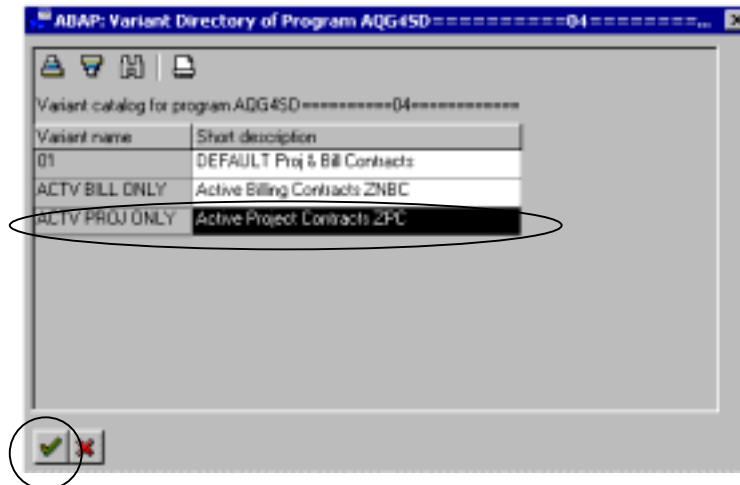 ABAP: Variant Directory of Program AQG4SD==========04========...
Variant catalog for program AQG4SD==========04============
Variant name Short description
01 DEFAULT Proj & Bill Contracts
ACTV BILL ONLY Active Billing Contracts ZNBC
ACTV PROJ ONLY Active Project Contracts ZPC